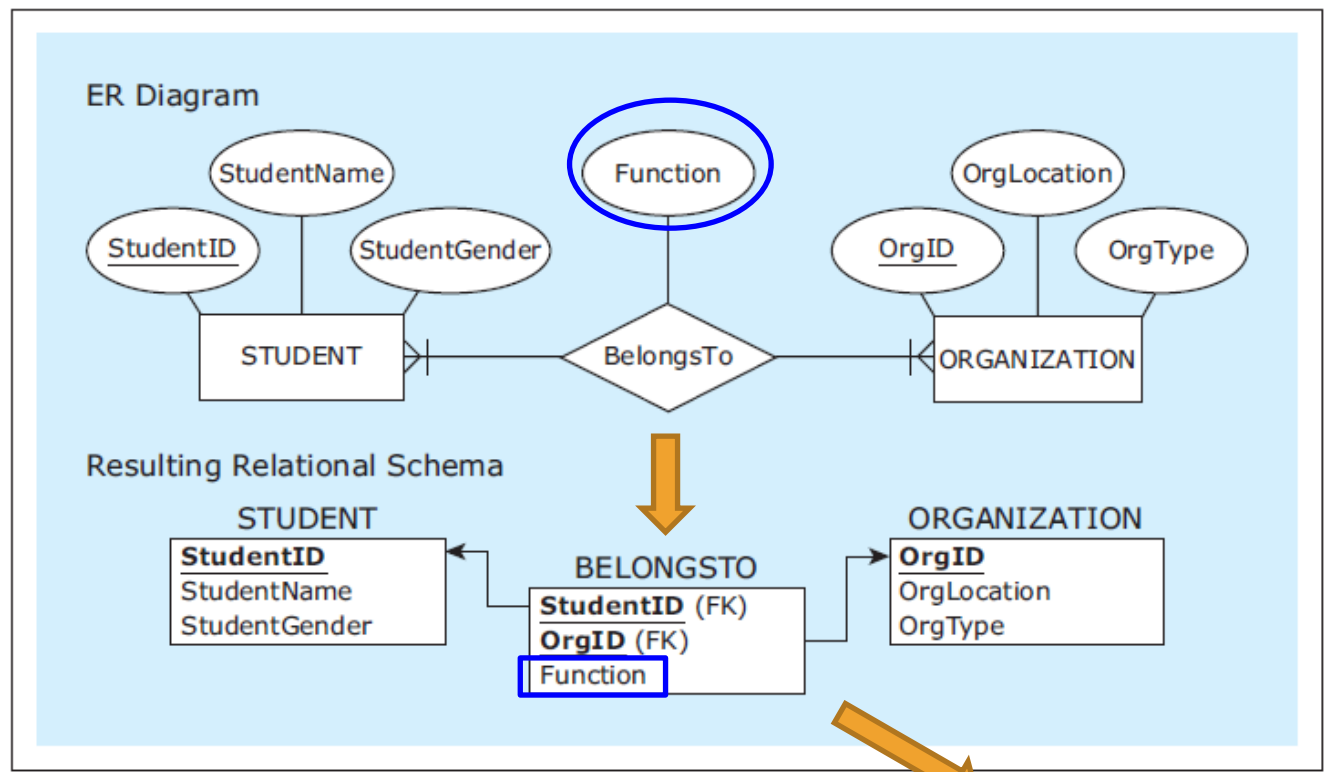 ER Diagram
StudentName
Function
OrgLocation
StudentID
StudentGender
OrgID
OrgType
STUDENT
BelongsTo
ORGANIZATION
Resulting Relational Schema
STUDENT
StudentID
StudentName
StudentGender
BELONGSTO
StudentID (FK)
OrgID (FK)
Function
ORGANIZATION
OrgID
OrgLocation
OrgType